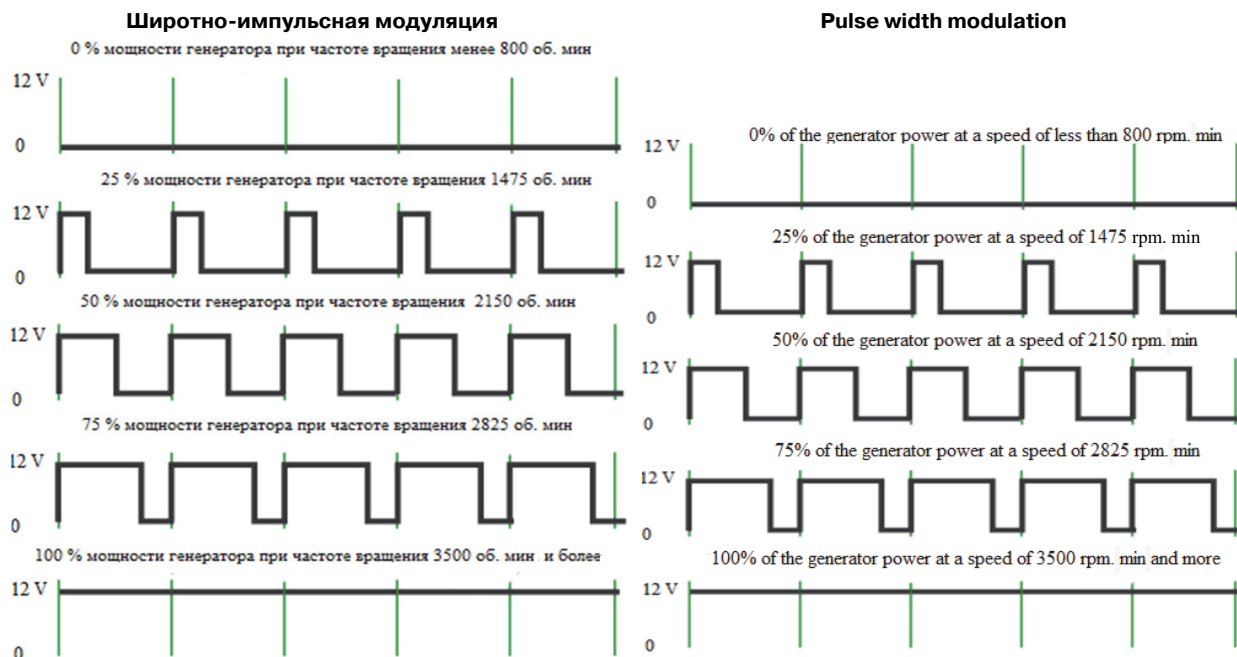 Широтно-импульсная модуляция
0 % мощности генератора при частоте вращения менее 800 об. мин
12 V
0
25 % мощности генератора при частоте вращения 1475 об. мин
12 V
0
50 % мощности генератора при частоте вращения 2150 об. мин
12 V
0
75 % мощности генератора при частоте вращения 2825 об. мин
12 V
0
100 % мощности генератора при частоте вращения 3500 об. мин и более
12 V
0
Pulse width modulation
0% of the generator power at a speed of less than 800 rpm. min
12 V
0
25% of the generator power at a speed of 1475 rpm. min
12 V
0
50% of the generator power at a speed of 2150 rpm. min
12 V
0
75% of the generator power at a speed of 2825 rpm. min
12 V
0
100% of the generator power at a speed of 3500 rpm. min and more
12 V
0